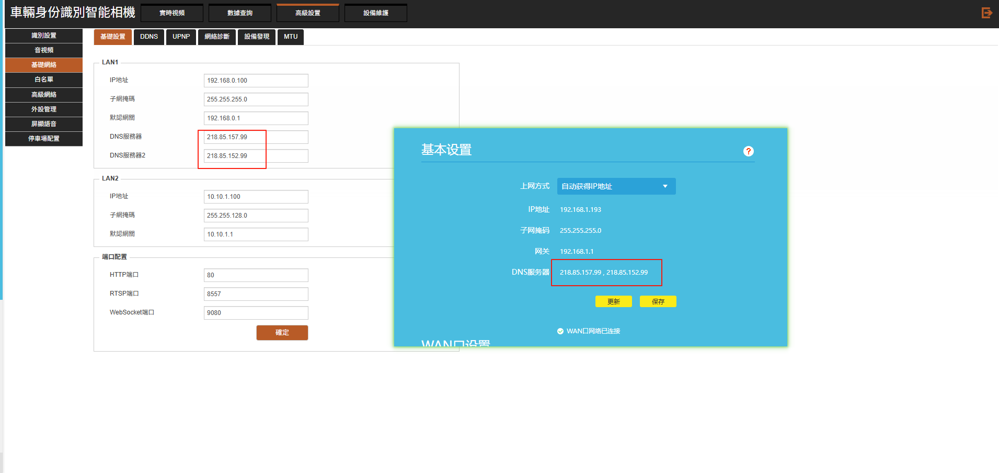 車輛身份識別智能相機
實時視頻
數據查詢
高級設置
設備維護
識別設置
音視頻
基礎網絡
白名單
高級網絡
外設管理
屏顯語音
停車場配置
基礎設置
DDNS
UPNP
網絡診斷
設備發現
MTU
LAN1
IP地址 192.168.0.100
子網掩碼 255.255.255.0
默認網關 192.168.0.1
DNS服務器 218.85.157.99
DNS服務器2 218.85.152.99
LAN2
IP地址 10.10.1.100
子網掩碼 255.255.128.0
默認網關 10.10.1.1
端口配置
HTTP端口 80
RTSP端口 8557
WebSocket端口 9080
確定
基本设置
?
上网方式 自动获得IP地址
IP地址 192.168.1.193
子网掩码 255.255.255.0
网关 192.168.1.1
DNS服务器 218.85.157.99 , 218.85.152.99
更新
保存
WAN口网络已连接
WAN口设置